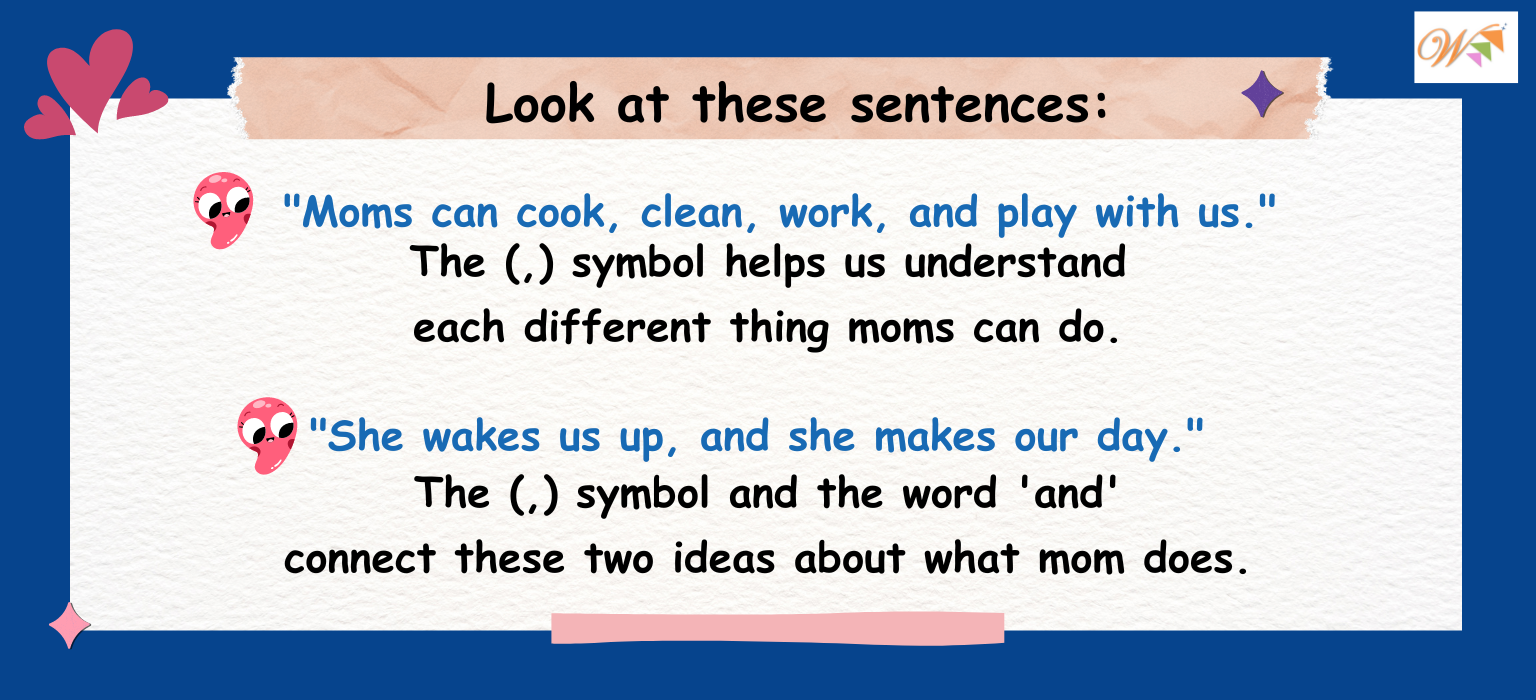 W
Look at these sentences:
"Moms can cook, clean, work, and play with us."
The (,) symbol helps us understand
each different thing moms can do.
"She wakes us up, and she makes our day."
The (,) symbol and the word 'and'
connect these two ideas about what mom does.